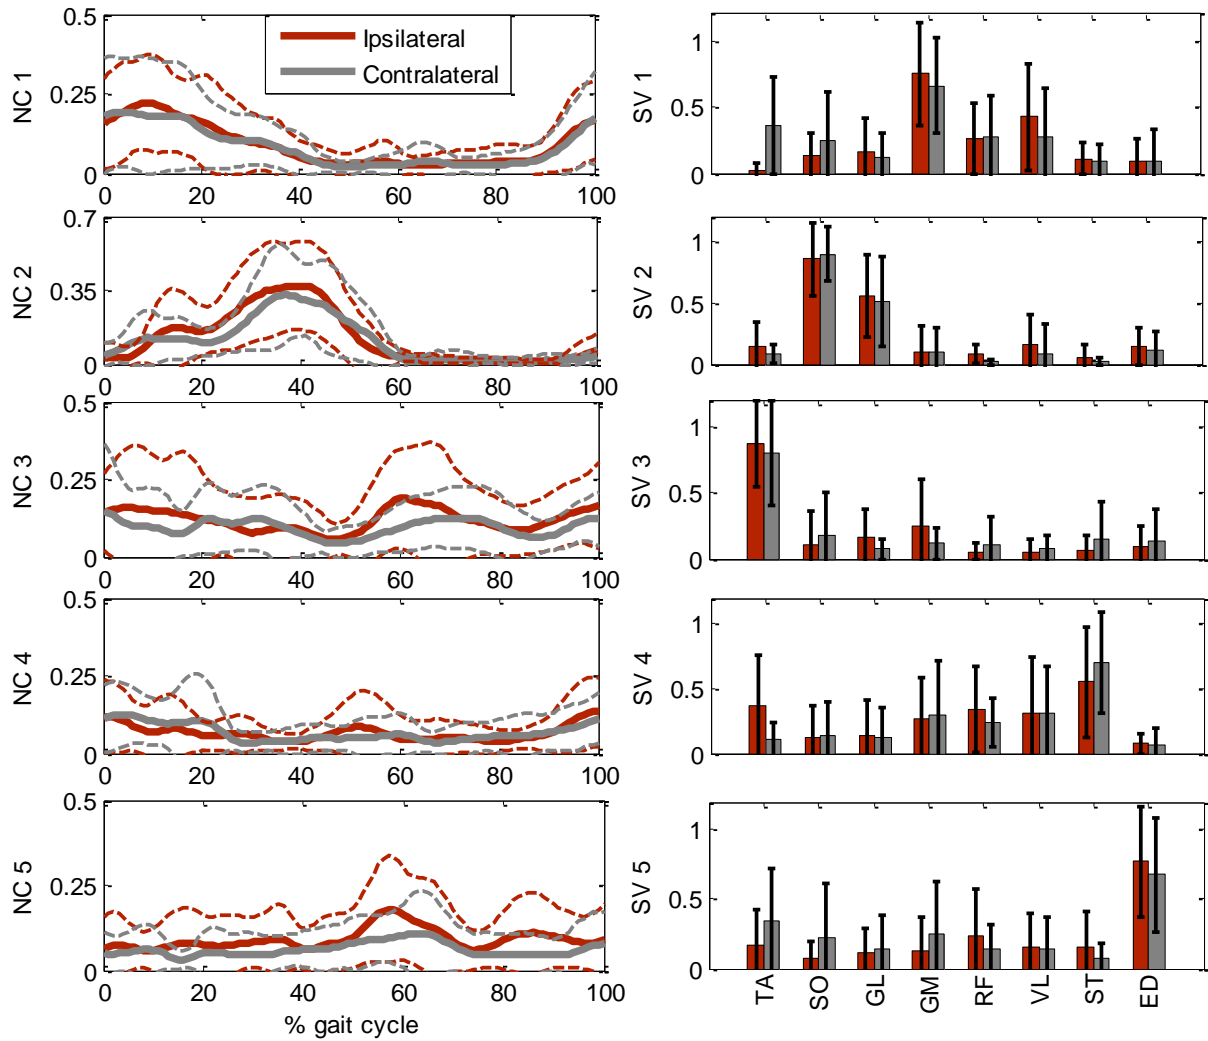 0.5
Ipsilateral
Contralateral
NC 1
0.25
0
0 20 40 60 80 100
SV 1
1
0.5
0
0.7
NC 2
0.35
0
0 20 40 60 80 100
SV 2
1
0.5
0
0.5
NC 3
0.25
0
0 20 40 60 80 100
SV 3
1
0.5
0
0.5
NC 4
0.25
0
0 20 40 60 80 100
SV 4
1
0.5
0
0.5
NC 5
0.25
0
0 20 40 60 80 100
% gait cycle
SV 5
1
0.5
0
TA SO GL GM RF VL ST ED